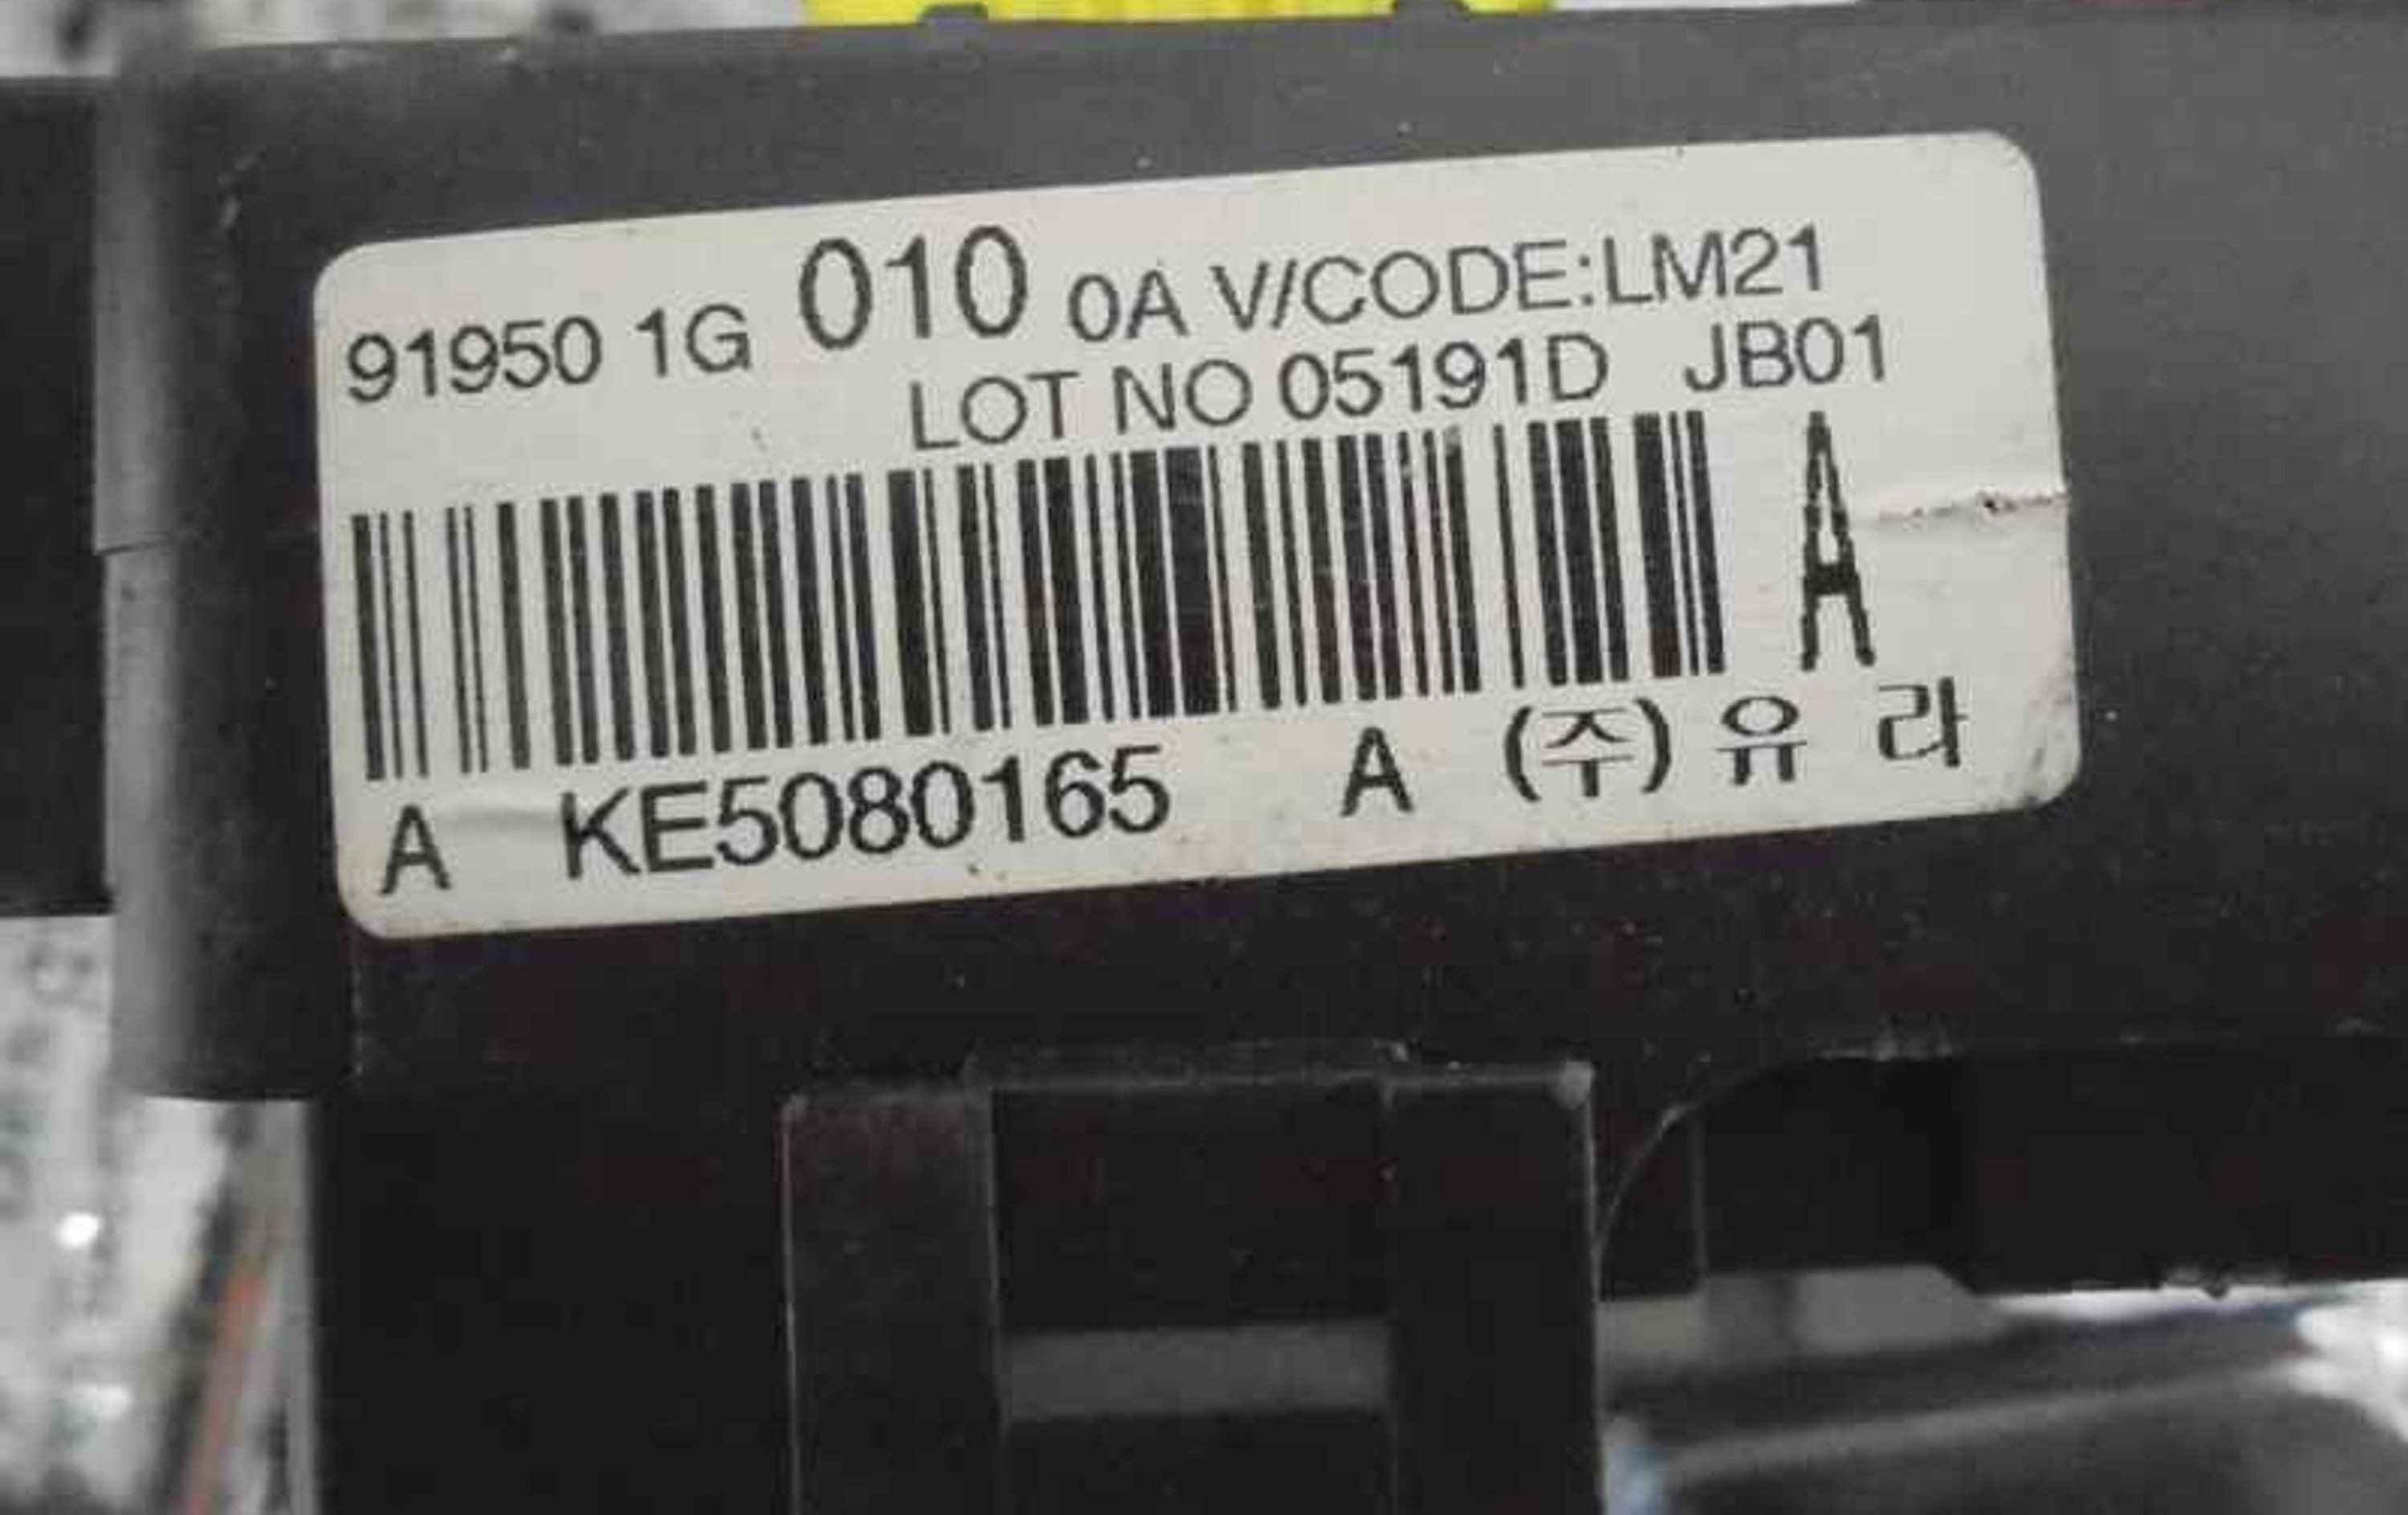 91950 1G 010 0A V/CODE:LM21
LOT NO 05191D JB01
A
A KE5080165 A (주) 유 라